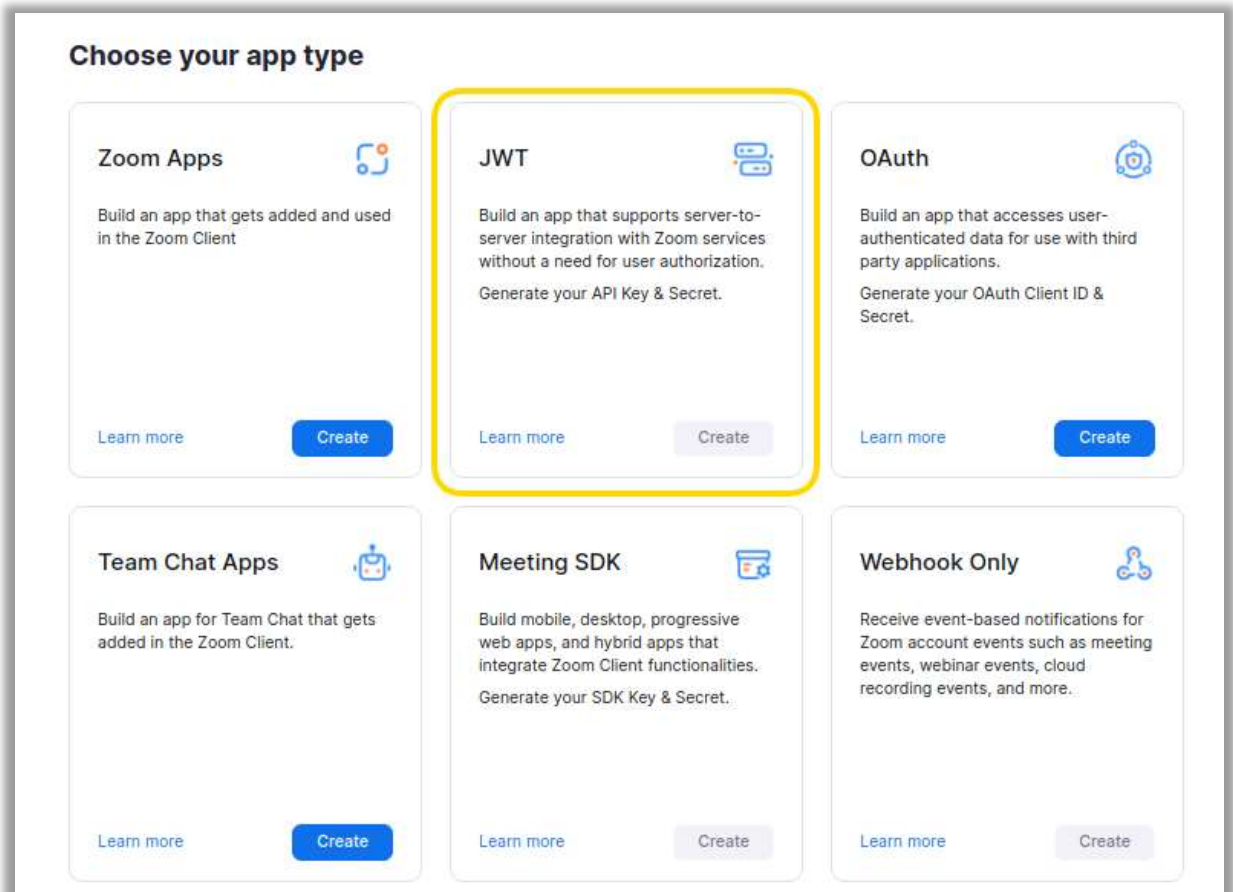 Choose your app type
Zoom Apps
Build an app that gets added and used
in the Zoom Client
Learn more
Create
JWT
Build an app that supports server-to-
server integration with Zoom services
without a need for user authorization.
Generate your API Key & Secret.
Learn more
Create
OAuth
Build an app that accesses user-
authenticated data for use with third
party applications.
Generate your OAuth Client ID &
Secret.
Learn more
Create
Team Chat Apps
Build an app for Team Chat that gets
added in the Zoom Client.
Learn more
Create
Meeting SDK
Build mobile, desktop, progressive
web apps, and hybrid apps that
integrate Zoom Client functionalities.
Generate your SDK Key & Secret.
Learn more
Create
Webhook Only
Receive event-based notifications for
Zoom account events such as meeting
events, webinar events, cloud
recording events, and more.
Learn more
Create